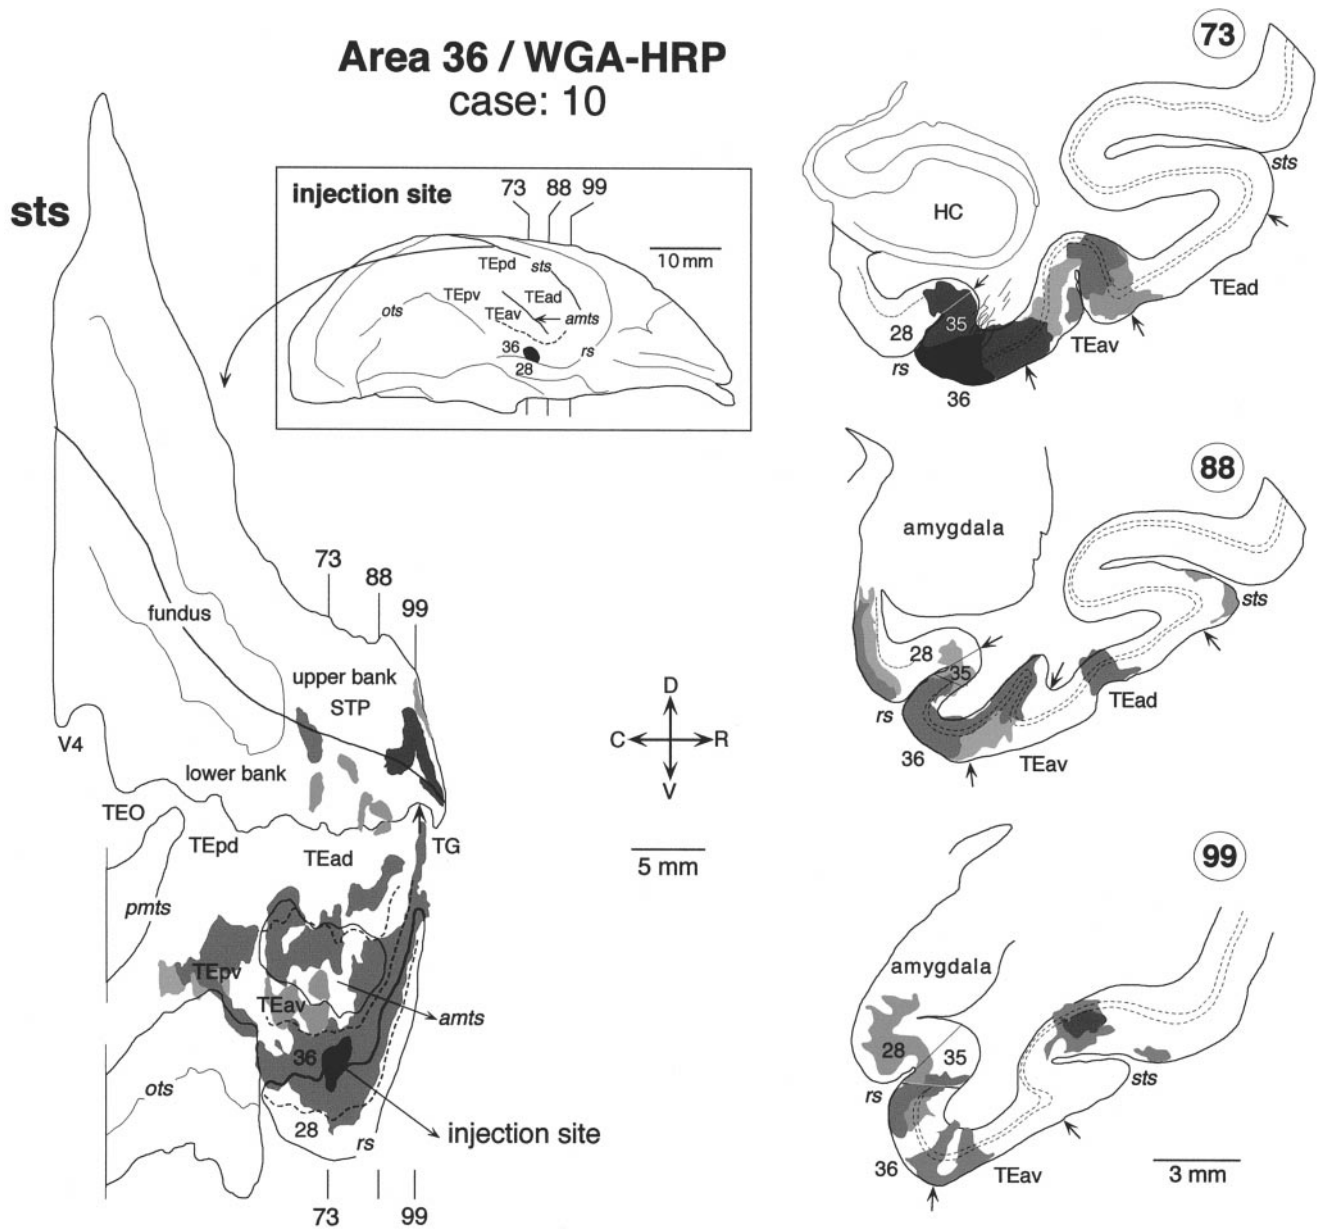 Area 36 / WGA-HRP
case: 10
sts
injection site
73
88
99
10 mm
TEpd
sts
TEpv
TEad
ots
TEav
amts
36
rs
28
73
88
99
fundus
upper bank
STP
V4
lower bank
D
C
R
V
5 mm
TEO
TEpd
TEad
TG
pmts
TEpv
TEav
amts
36
ots
injection site
28
rs
73
99
73
HC
sts
TEad
35
28
TEav
rs
36
88
amygdala
28
sts
35
TEad
rs
36
TEav
99
amygdala
28
35
sts
rs
36
TEav
3 mm